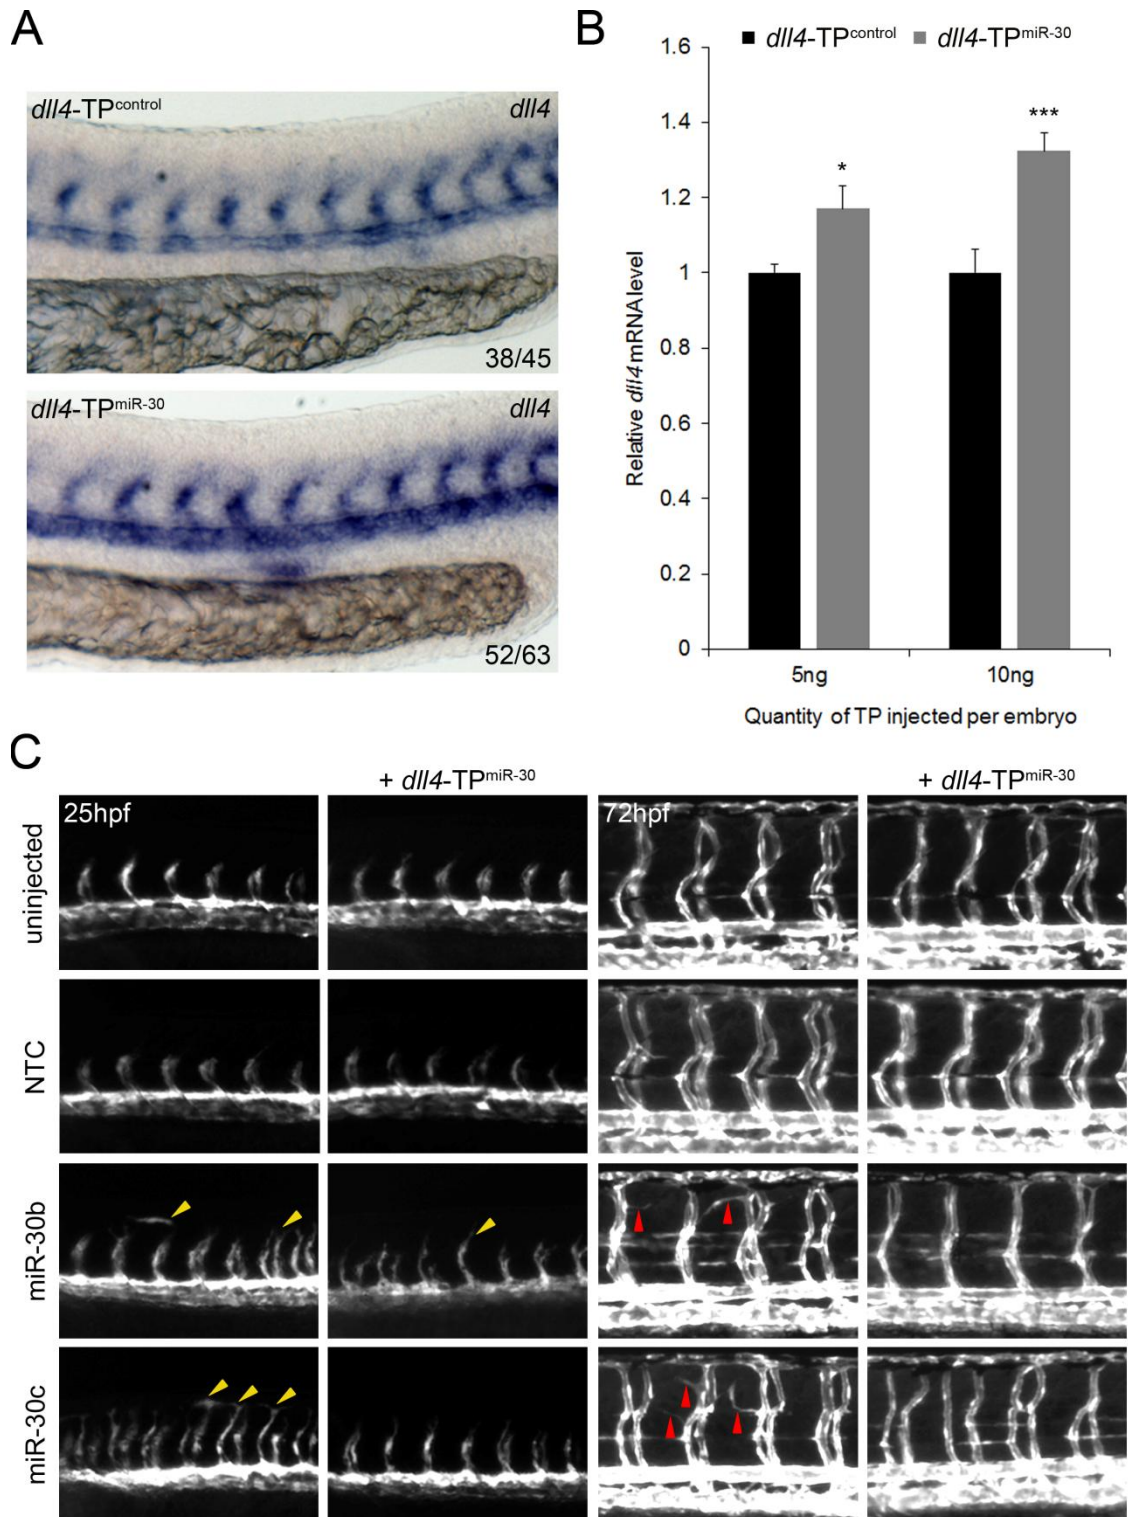 A
dll4-TPcontrol dll4
38/45
dll4-TPmiR-30 dll4
52/63
B
dll4-TPcontrol dll4-TPmiR-30
Relative dll4 mRNA level
1.6
1.4
1.2
1
0.8
0.6
0.4
0.2
0
*
***
5ng 10ng
Quantity of TP injected per embryo
C
+ dll4-TPmiR-30 + dll4-TPmiR-30
25hpf 72hpf
uninjected
NTC
miR-30b
miR-30c